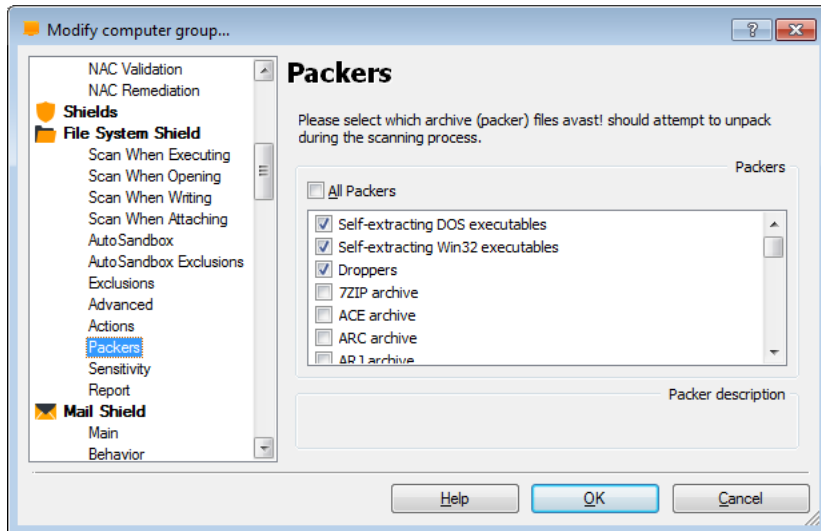 Modify computer group...
NAC Validation
NAC Remediation
Shields
File System Shield
Scan When Executing
Scan When Opening
Scan When Writing
Scan When Attaching
AutoSandbox
AutoSandbox Exclusions
Exclusions
Advanced
Actions
Packers
Sensitivity
Report
Mail Shield
Main
Behavior
Packers
Please select which archive (packer) files avast! should attempt to unpack
during the scanning process.
Packers
All Packers
Self-extracting DOS executables
Self-extracting Win32 executables
Droppers
7ZIP archive
ACE archive
ARC archive
ARJ archive
Packer description
Help
OK
Cancel